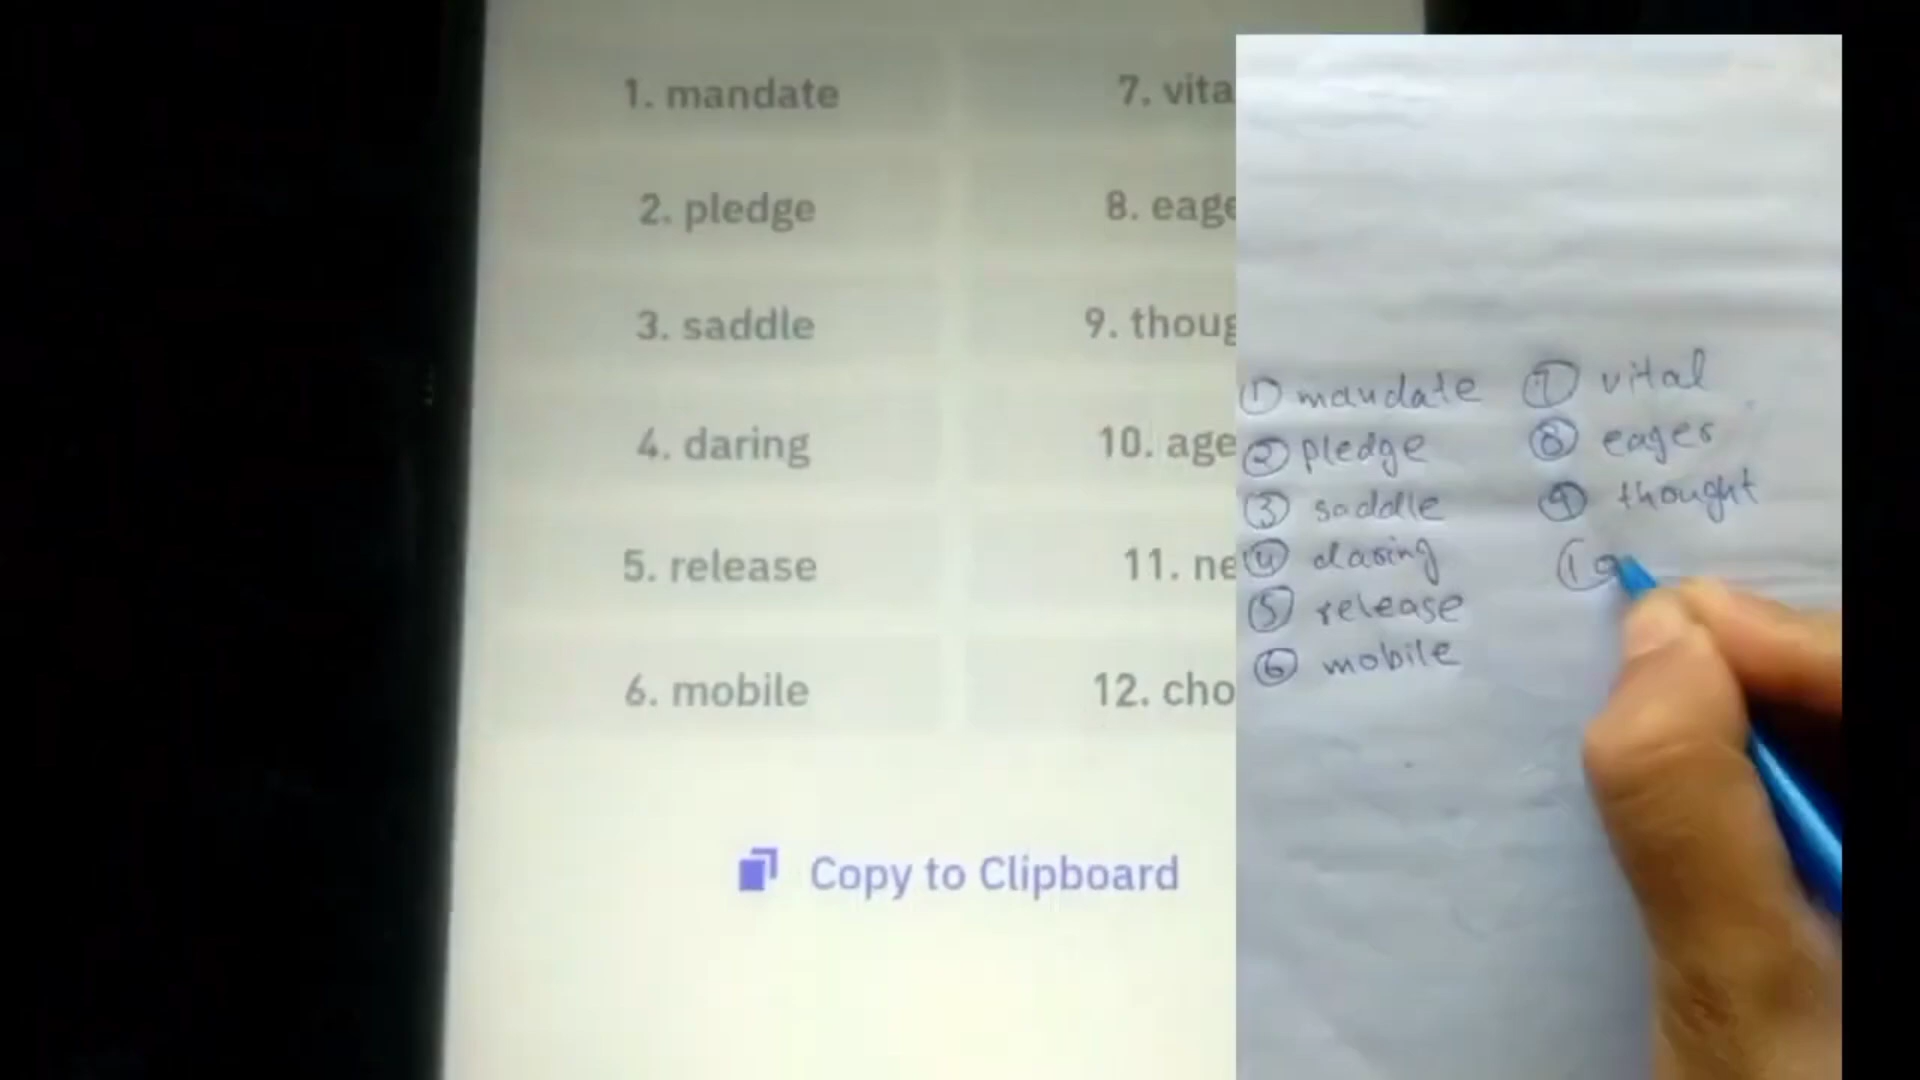 1. mandate
2. pledge
3. saddle
4. daring
5. release
6. mobile
7. vita
8. eage
9. thoug
10. age
11. ne
12. cho
Copy to Clipboard
① mandate
② pledge
③ saddle
④ daring
⑤ release
⑥ mobile
⑦ vital
⑧ eager
⑨ thought